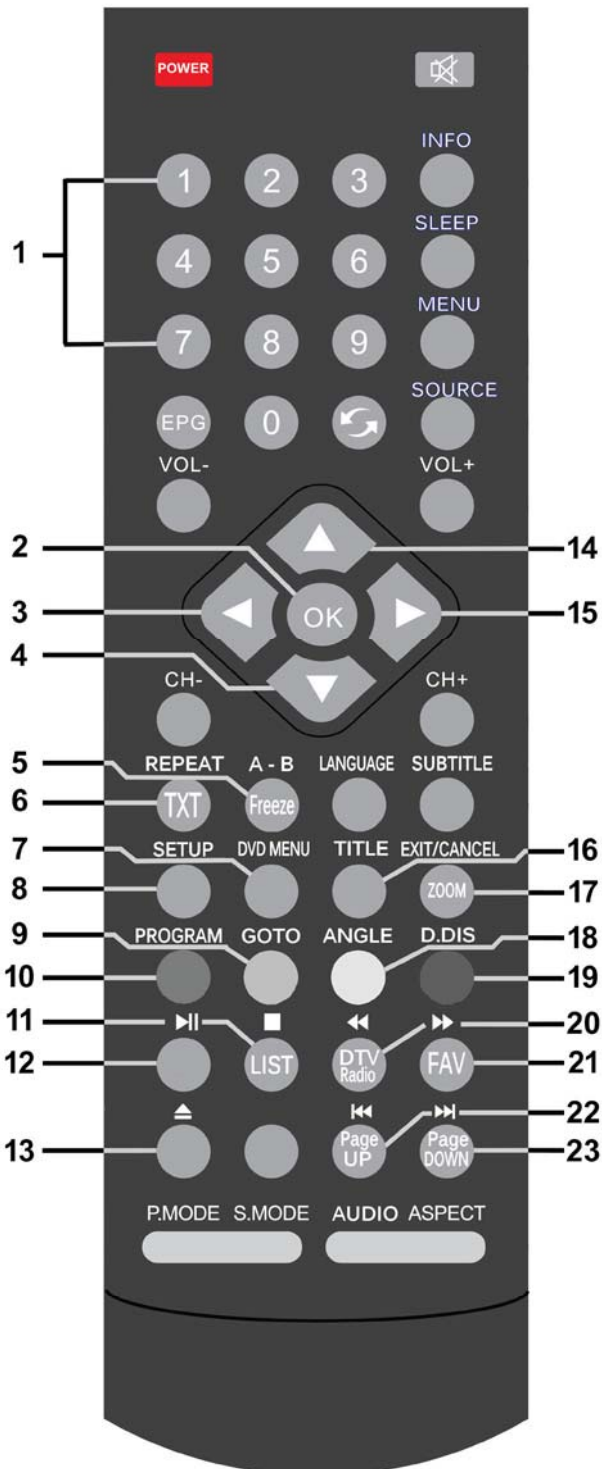 POWER
INFO
1 2 3
SLEEP
1
4 5 6
MENU
7 8 9
SOURCE
EPG 0
VOL- VOL+
2 14
3 OK 15
4
CH- CH+
5 REPEAT A - B LANGUAGE SUBTITLE
6 TXT Freeze
7 SETUP DVD MENU TITLE EXIT/CANCEL 16
8 ZOOM 17
9 PROGRAM GOTO ANGLE D.DIS 18
10 19
11 20
12 LIST DTV Radio FAV 21
22
13 Page UP Page DOWN 23
P.MODE S.MODE AUDIO ASPECT